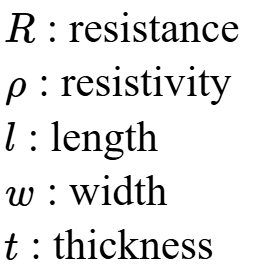 R : resistance
ρ : resistivity
l : length
w : width
t : thickness